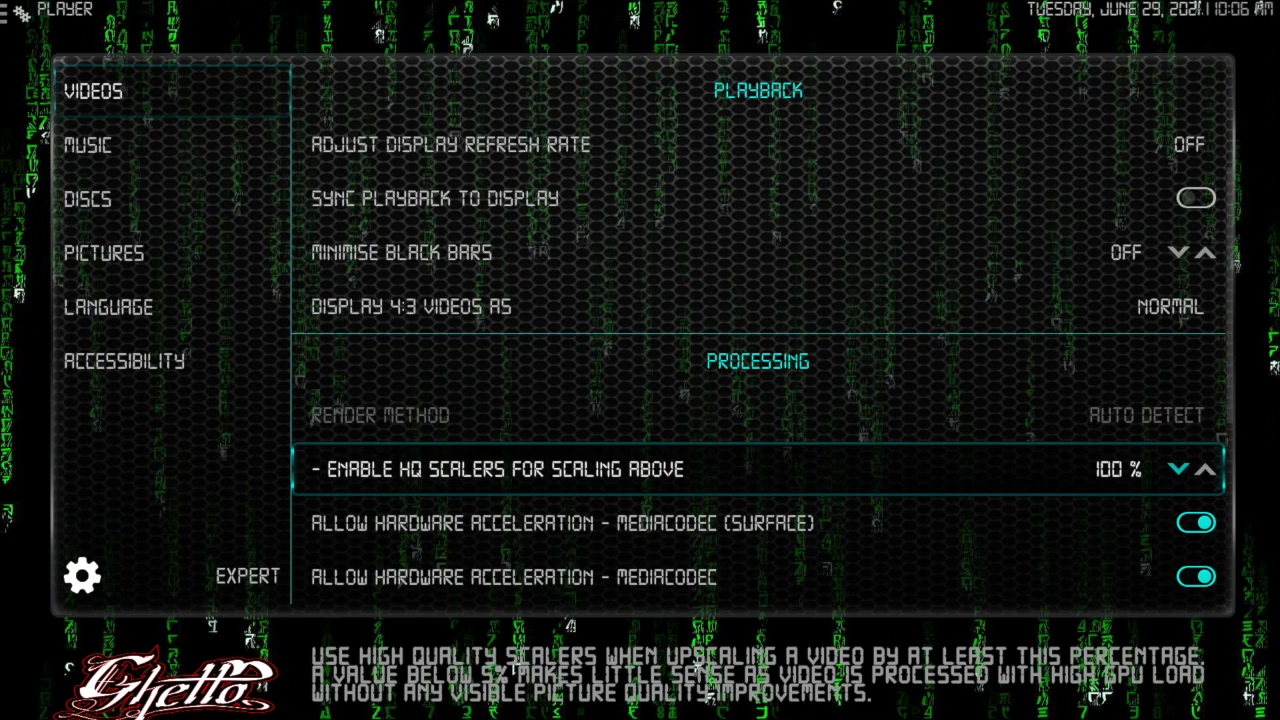 PLAYER
TUESDAY, JUNE 29, 2021 | 10:06 AM
VIDEOS
MUSIC
DISCS
PICTURES
LANGUAGE
ACCESSIBILITY
EXPERT
PLAYBACK
ADJUST DISPLAY REFRESH RATE OFF
SYNC PLAYBACK TO DISPLAY
MINIMISE BLACK BARS OFF
DISPLAY 4:3 VIDEOS AS NORMAL
PROCESSING
RENDER METHOD AUTO DETECT
- ENABLE HQ SCALERS FOR SCALING ABOVE 100 %
ALLOW HARDWARE ACCELERATION - MEDIACODEC (SURFACE)
ALLOW HARDWARE ACCELERATION - MEDIACODEC
Ghetto
USE HIGH QUALITY SCALERS WHEN UPSCALING A VIDEO BY AT LEAST THIS PERCENTAGE.
A VALUE BELOW 5% MAKES LITTLE SENSE AS VIDEO IS PROCESSED WITH HIGH GPU LOAD
WITHOUT ANY VISIBLE PICTURE QUALITY IMPROVEMENTS.